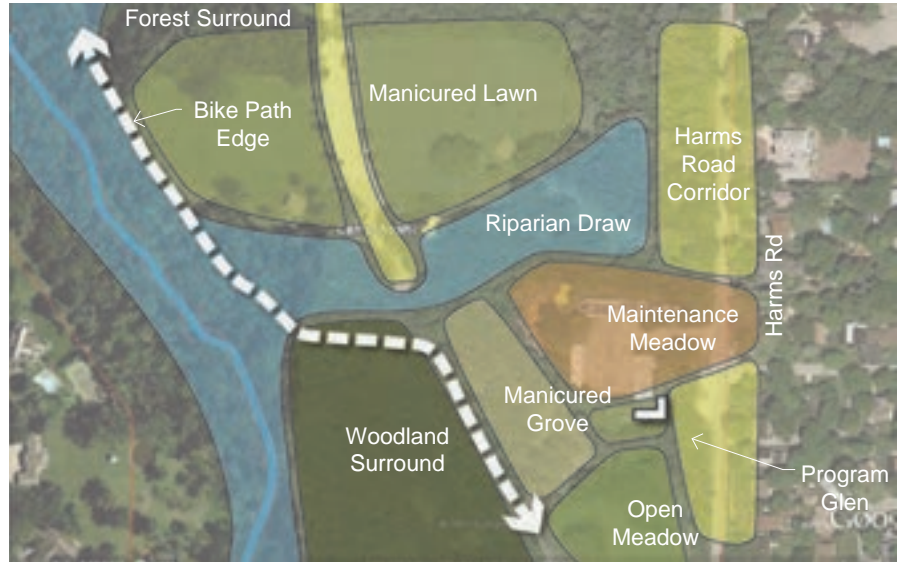 Forest Surround
Bike Path
Edge
Manicured Lawn
Harms
Road
Corridor
Riparian Draw
Harms Rd
Maintenance
Meadow
Manicured
Grove
Woodland
Surround
Program
Glen
Open
Meadow